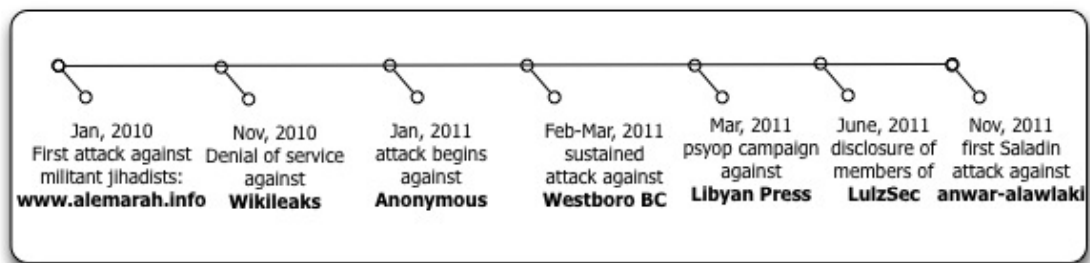 Jan, 2010
First attack against
militant jihadists:
www.alemarah.info
Nov, 2010
Denial of service
against
Wikileaks
Jan, 2011
attack begins
against
Anonymous
Feb-Mar, 2011
sustained
attack against
Westboro BC
Mar, 2011
psyop campaign
against
Libyan Press
June, 2011
disclosure of
members of
LulzSec
Nov, 2011
first Saladin
attack against
anwar-alawlaki